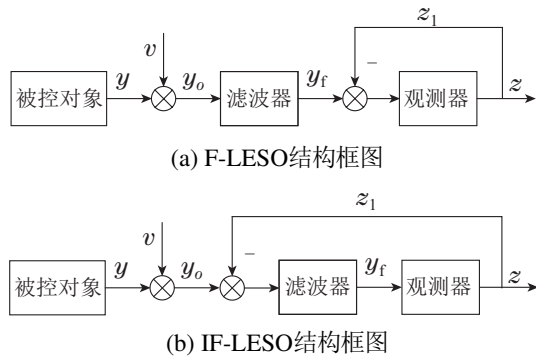 z₁
v
被控对象 y yₒ 滤波器 y_f – 观测器 z
(a) F-LESO结构框图
z₁
v
被控对象 y yₒ – 滤波器 y_f 观测器 z
(b) IF-LESO结构框图